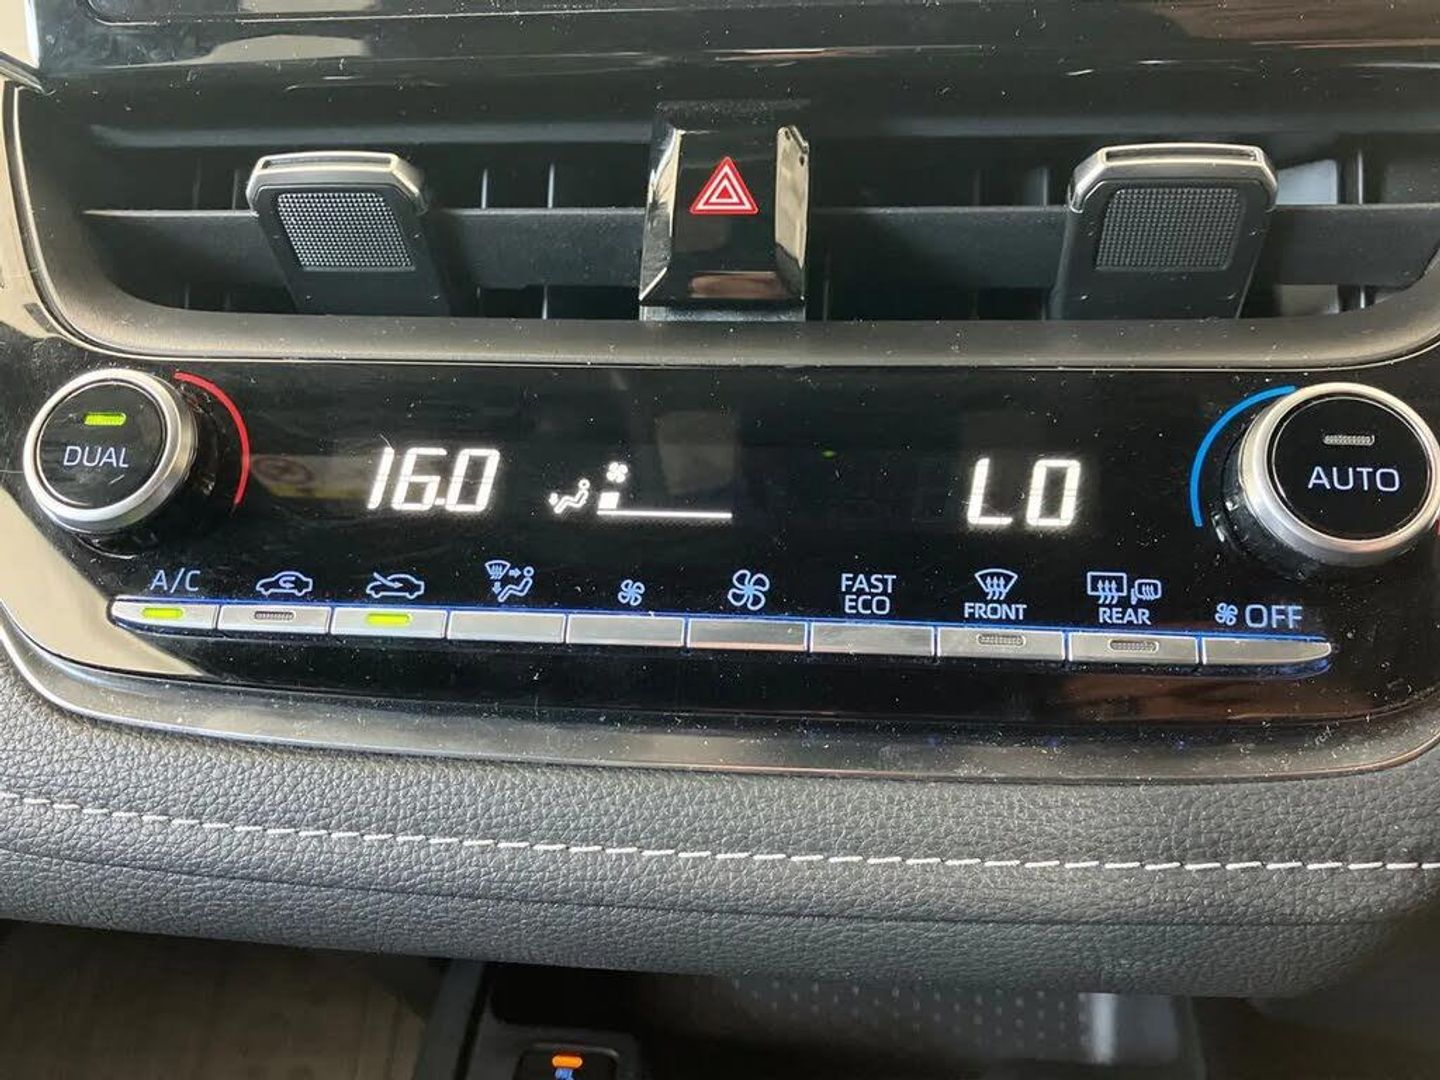 DUAL
16.0
LO
AUTO
A/C
FAST
ECO
FRONT
REAR
OFF